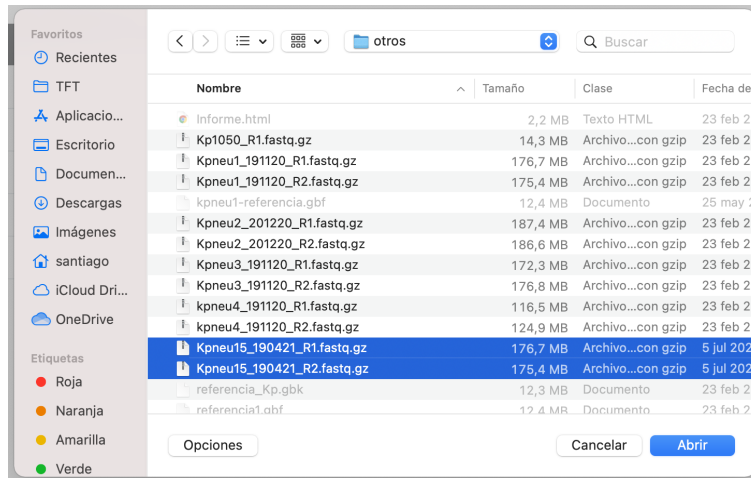 Favoritos
Recientes
TFT
Aplicacio...
Escritorio
Documen...
Descargas
Imágenes
santiago
iCloud Dri...
OneDrive
Etiquetas
Roja
Naranja
Amarilla
Verde
otros
Buscar
Nombre Tamaño Clase Fecha de
Informe.html 2,2 MB Texto HTML 23 feb 2
Kp1050_R1.fastq.gz 14,3 MB Archivo...con gzip 23 feb 2
Kpneu1_191120_R1.fastq.gz 176,7 MB Archivo...con gzip 23 feb 2
Kpneu1_191120_R2.fastq.gz 175,4 MB Archivo...con gzip 23 feb 2
kpneu1-referencia.gbf 12,4 MB Documento 25 may 2
Kpneu2_201220_R1.fastq.gz 187,4 MB Archivo...con gzip 23 feb 2
Kpneu2_201220_R2.fastq.gz 186,6 MB Archivo...con gzip 23 feb 2
Kpneu3_191120_R1.fastq.gz 172,3 MB Archivo...con gzip 23 feb 2
Kpneu3_191120_R2.fastq.gz 176,8 MB Archivo...con gzip 23 feb 2
kpneu4_191120_R1.fastq.gz 116,5 MB Archivo...con gzip 23 feb 2
kpneu4_191120_R2.fastq.gz 124,9 MB Archivo...con gzip 23 feb 2
Kpneu15_190421_R1.fastq.gz 176,7 MB Archivo...con gzip 5 jul 202
Kpneu15_190421_R2.fastq.gz 175,4 MB Archivo...con gzip 5 jul 202
referencia_Kp.gbk 12,3 MB Documento 23 feb 2
referencia1.gbf 12,4 MB Documento 23 feb 2
Opciones Cancelar Abrir